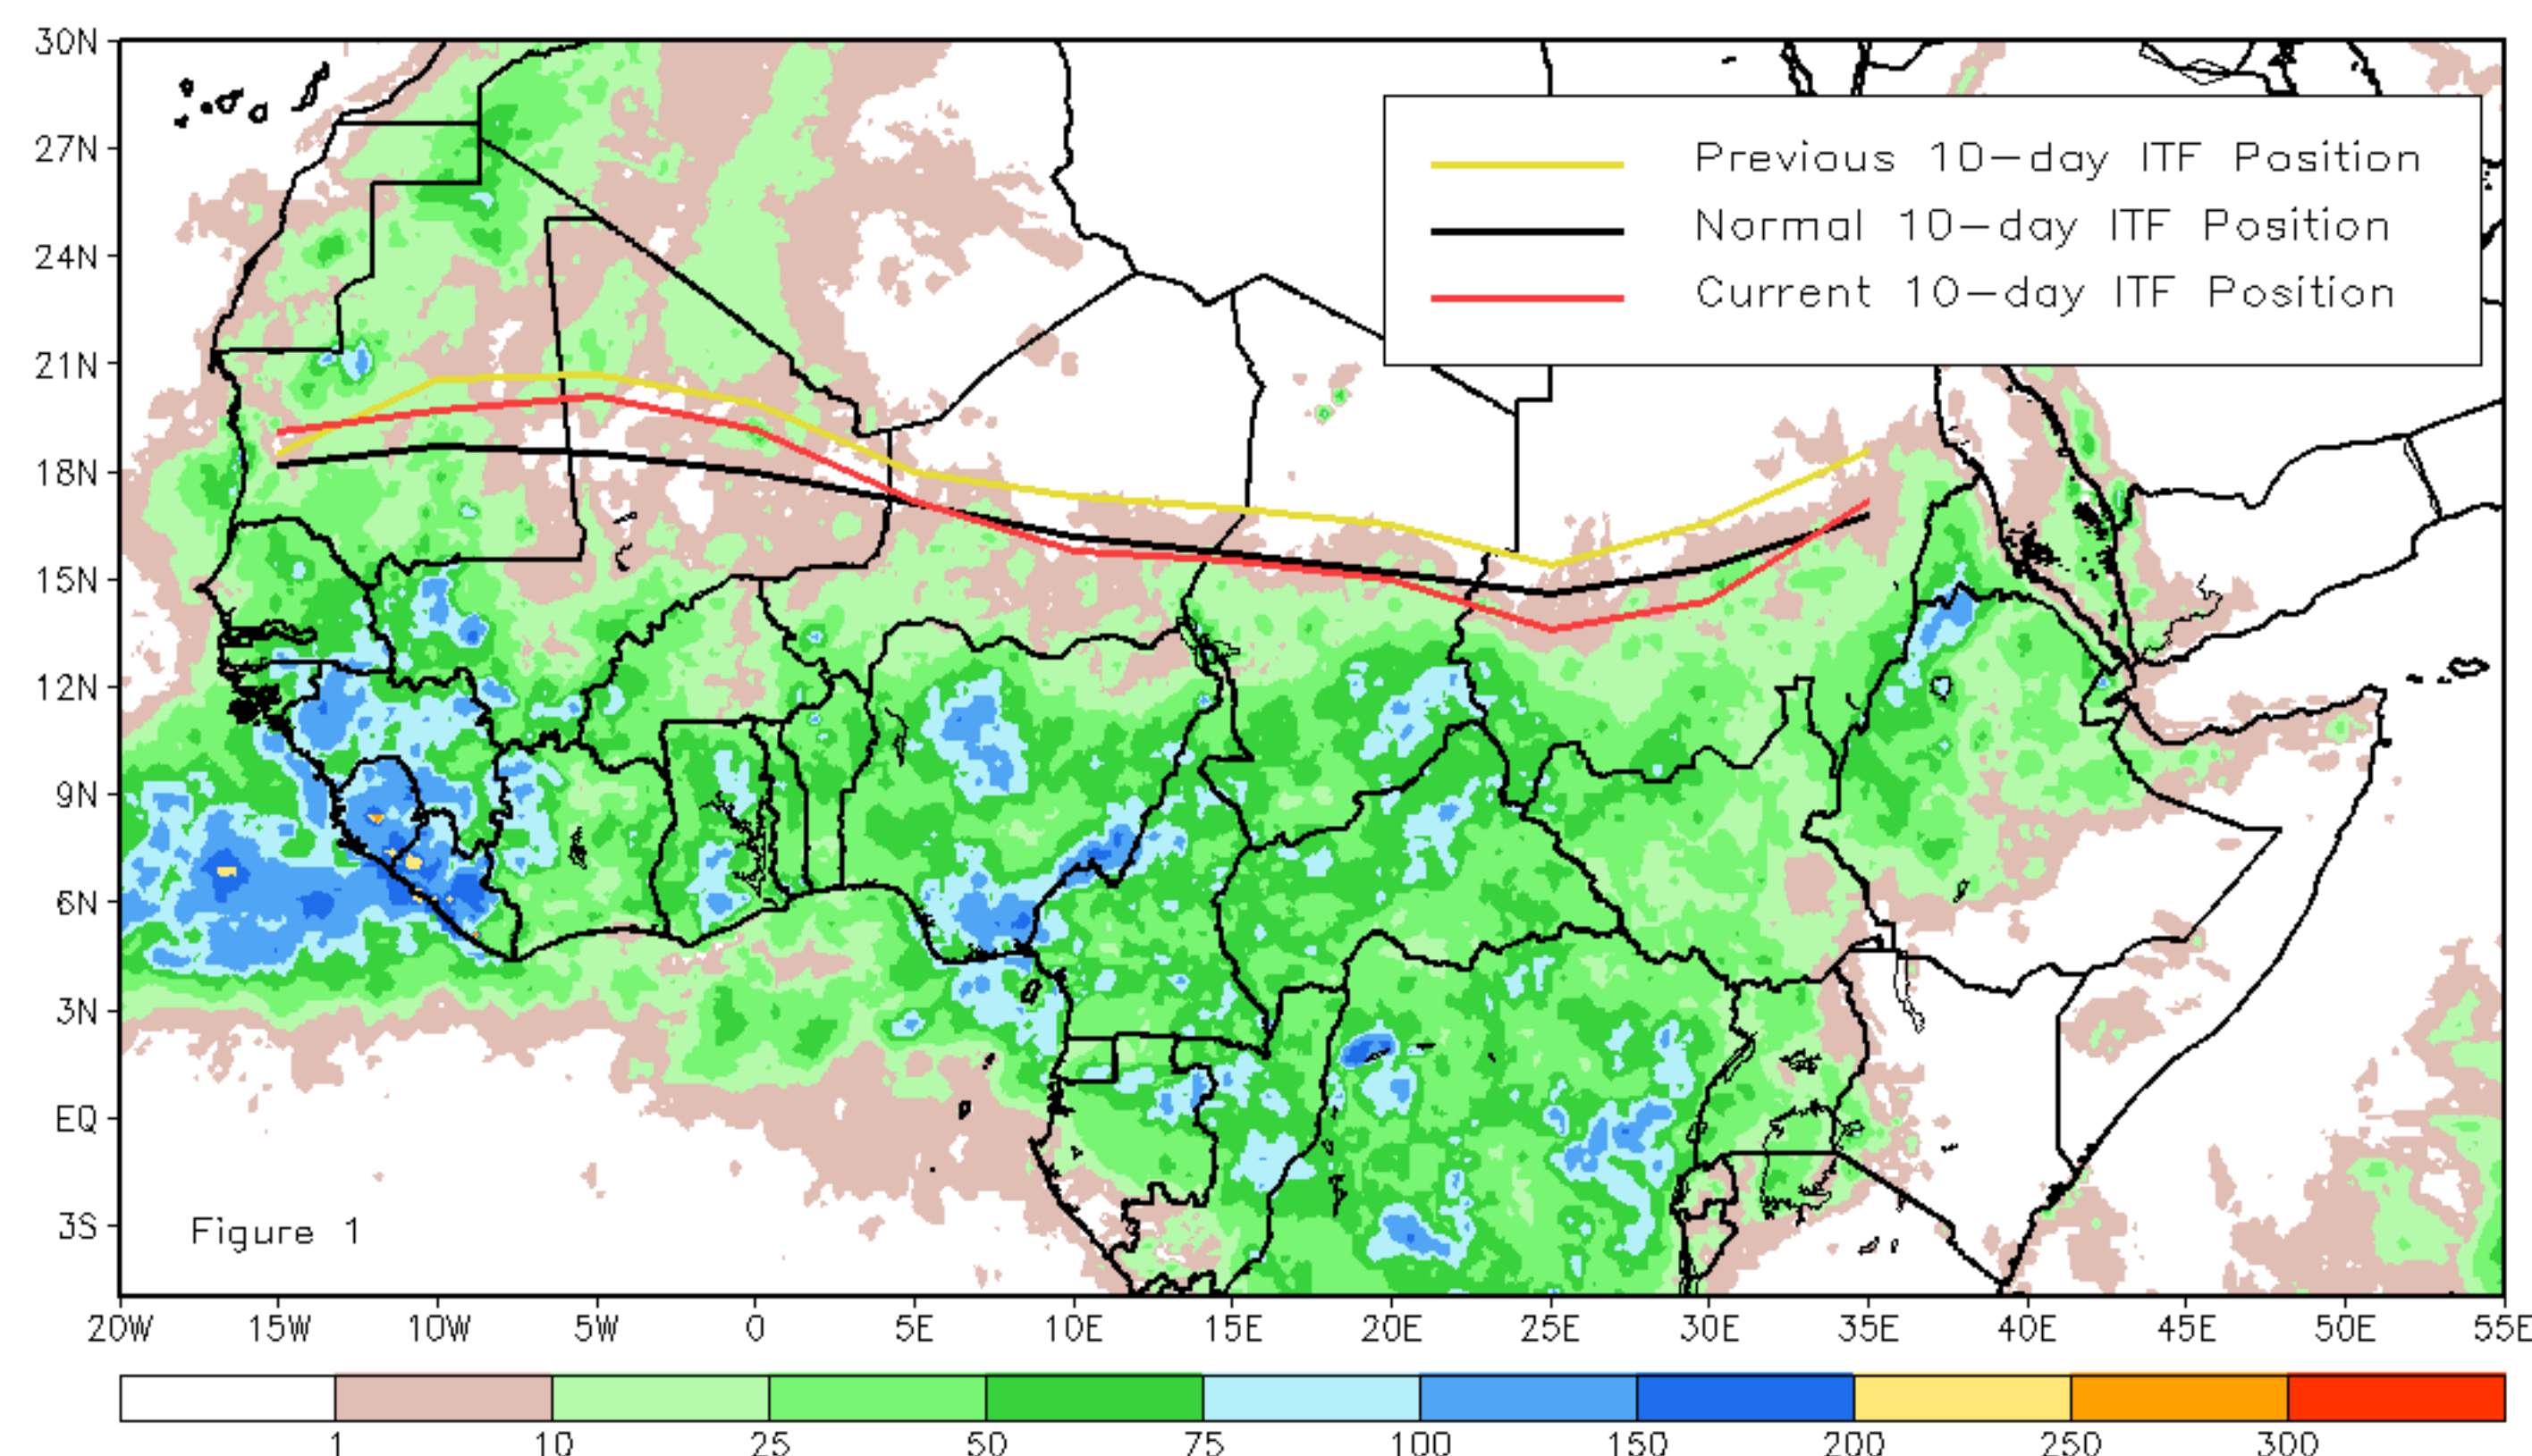 30N
27N
24N
21N
18N
15N
12N
9N
6N
3N
EQ
3S
Previous 10-day ITF Position
Normal 10-day ITF Position
Current 10-day ITF Position
Figure 1
20W 15W 10W 5W 0 5E 10E 15E 20E 25E 30E 35E 40E 45E 50E 55E
1 10 25 50 75 100 150 200 250 300